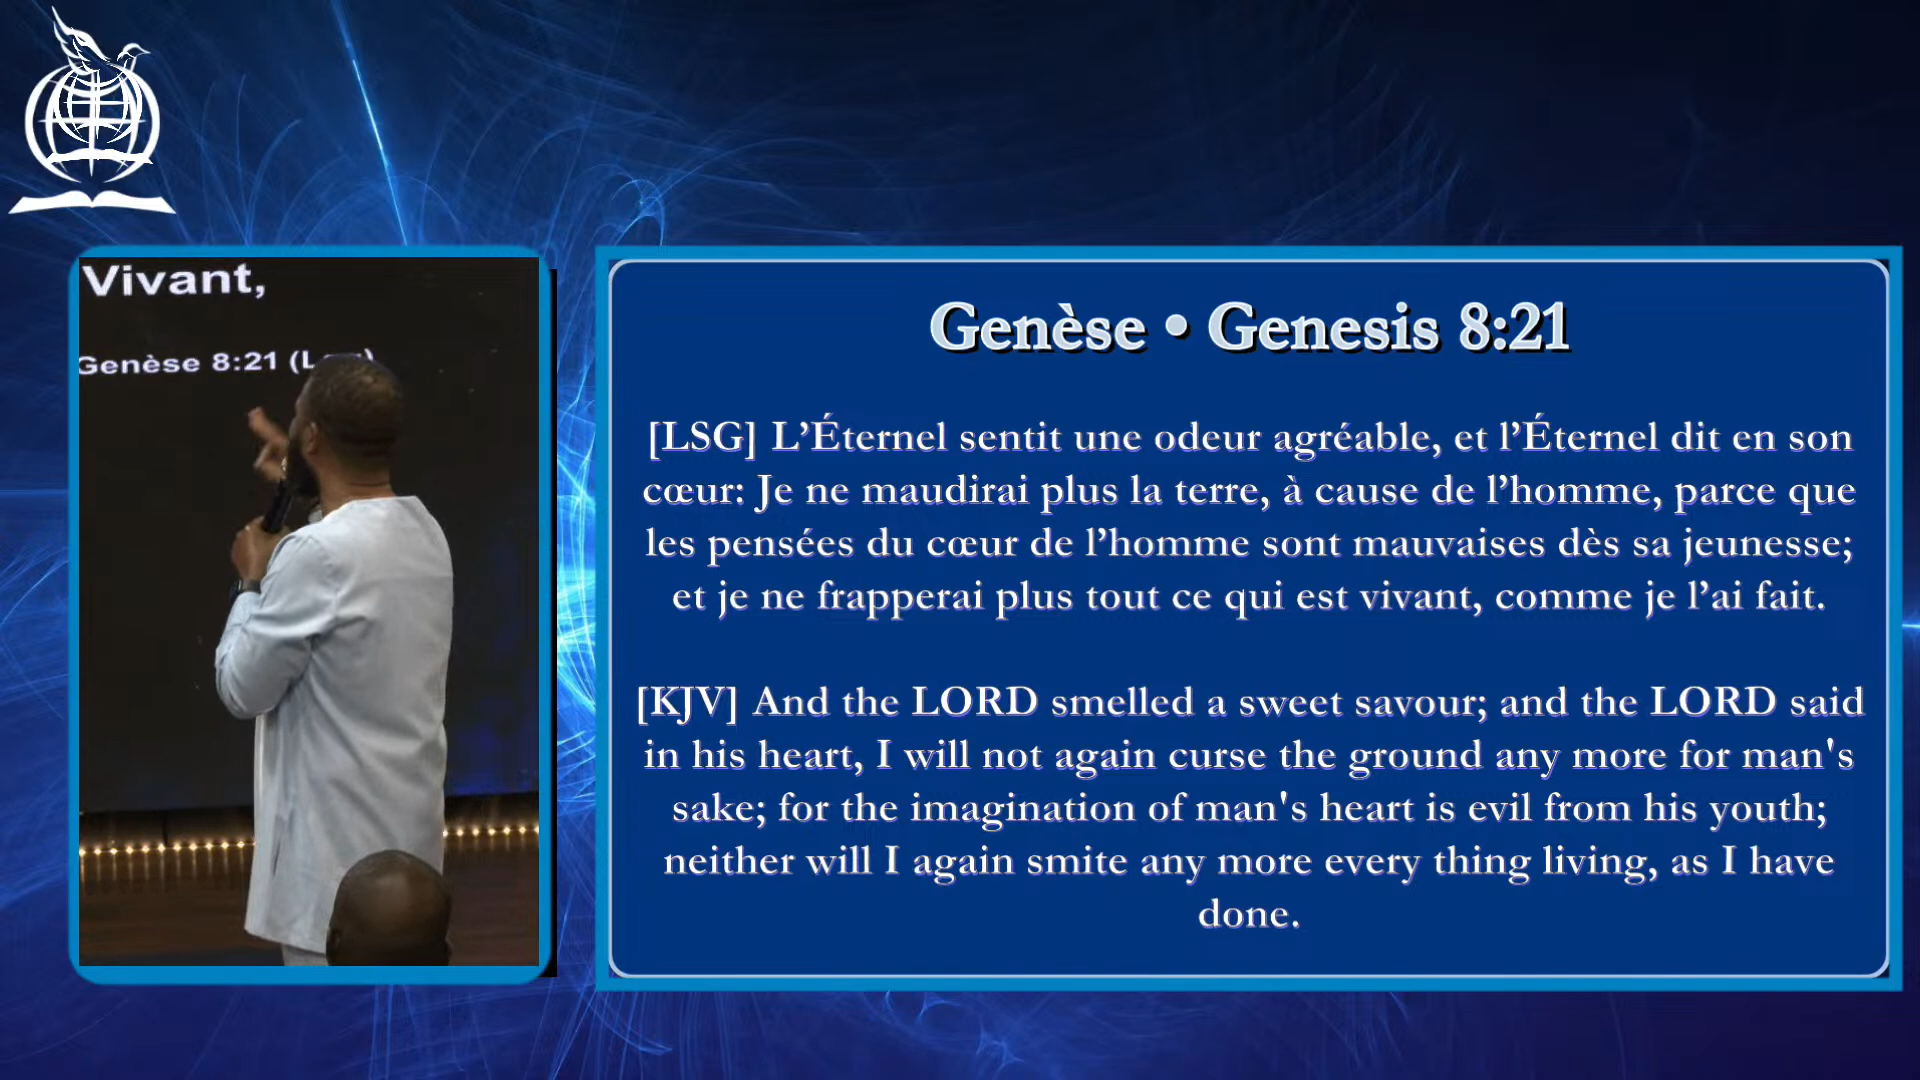 Vivant,
Genèse 8:21
Genèse • Genesis 8:21
[LSG] L’Éternel sentit une odeur agréable, et l’Éternel dit en son
cœur: Je ne maudirai plus la terre, à cause de l’homme, parce que
les pensées du cœur de l’homme sont mauvaises dès sa jeunesse;
et je ne frapperai plus tout ce qui est vivant, comme je l’ai fait.
[KJV] And the LORD smelled a sweet savour; and the LORD said
in his heart, I will not again curse the ground any more for man's
sake; for the imagination of man's heart is evil from his youth;
neither will I again smite any more every thing living, as I have
done.